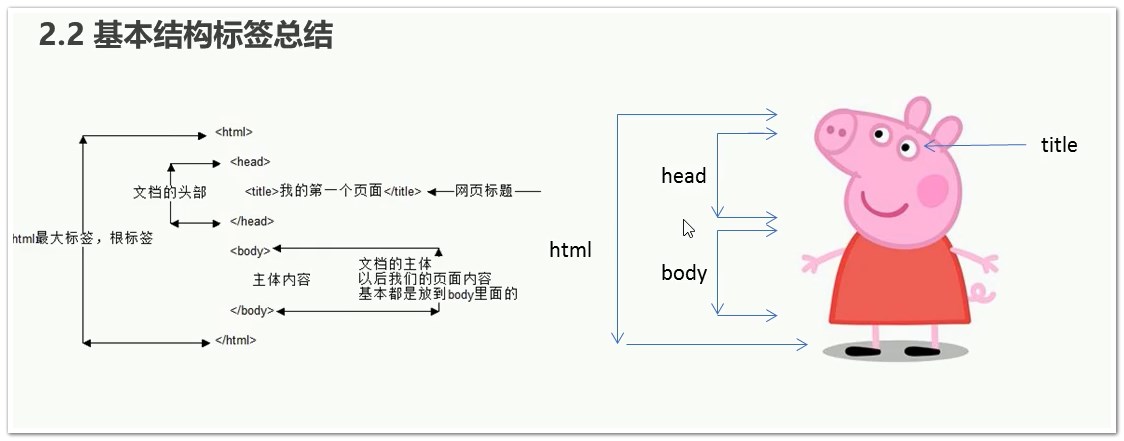 2.2 基本结构标签总结
<html>
<head>
文档的头部
<title>我的第一个页面</title>
网页标题
</head>
html最大标签，根标签
<body>
主体内容
文档的主体
以后我们的页面内容
基本都是放到body里面的
</body>
</html>
title
head
html
body